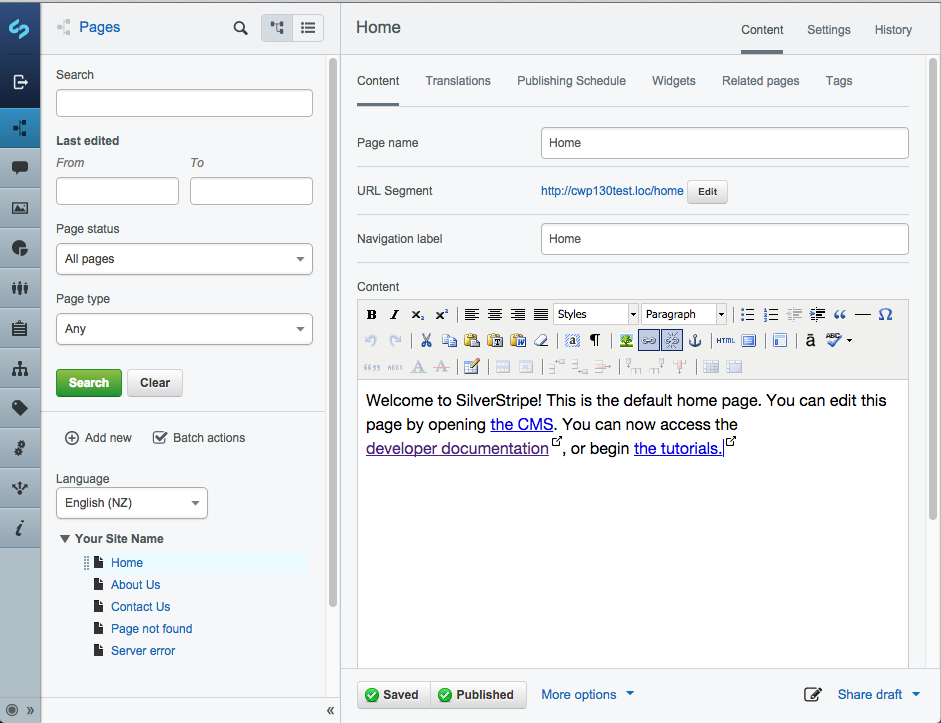 Pages
Search
Last edited
From To
Page status
All pages
Page type
Any
Search Clear
Add new Batch actions
Language
English (NZ)
Your Site Name
Home
About Us
Contact Us
Page not found
Server error
Home
Content Settings History
Content Translations Publishing Schedule Widgets Related pages Tags
Page name Home
URL Segment http://cwp130test.loc/home Edit
Navigation label Home
Content
Styles Paragraph
HTML
Welcome to SilverStripe! This is the default home page. You can edit this
page by opening the CMS. You can now access the
developer documentation, or begin the tutorials.
Saved Published More options Share draft